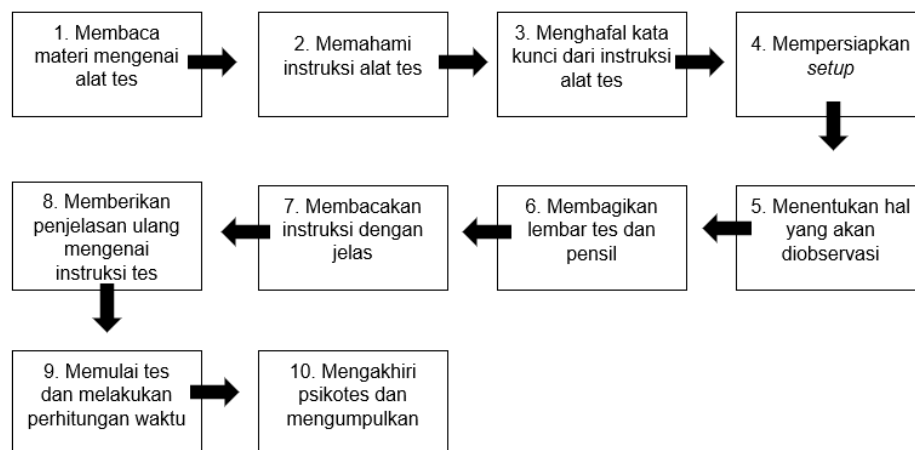 1. Membaca
materi mengenai
alat tes
2. Memahami
instruksi alat tes
3. Menghafal kata
kunci dari instruksi
alat tes
4. Mempersiapkan
setup
5. Menentukan hal
yang akan
diobservasi
6. Membagikan
lembar tes dan
pensil
7. Membacakan
instruksi dengan
jelas
8. Memberikan
penjelasan ulang
mengenai
instruksi tes
9. Memulai tes
dan melakukan
perhitungan waktu
10. Mengakhiri
psikotes dan
mengumpulkan